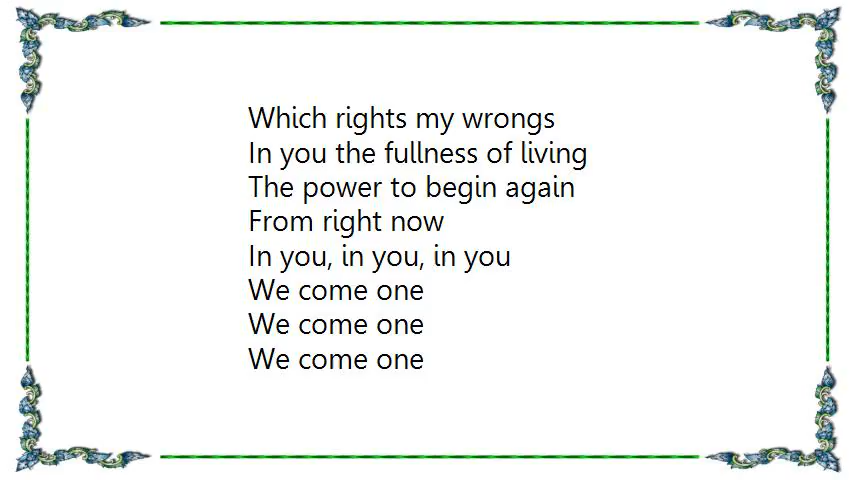 Which rights my wrongs
In you the fullness of living
The power to begin again
From right now
In you, in you, in you
We come one
We come one
We come one